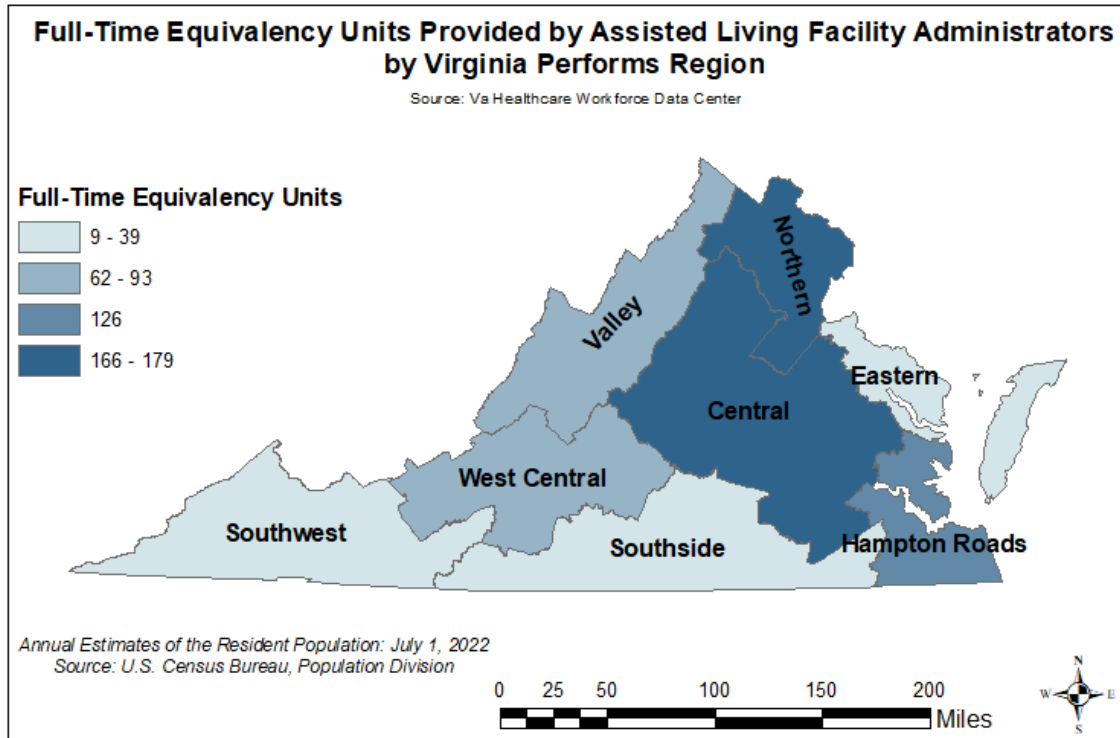 Full-Time Equivalency Units Provided by Assisted Living Facility Administrators
by Virginia Performs Region
Source: Va Healthcare Workforce Data Center
Full-Time Equivalency Units
9 - 39
62 - 93
126
166 - 179
Northern
Valley
Eastern
Central
West Central
Southwest
Southside
Hampton Roads
Annual Estimates of the Resident Population: July 1, 2022
Source: U.S. Census Bureau, Population Division
0 25 50 100 150 200
Miles
N
W E
S